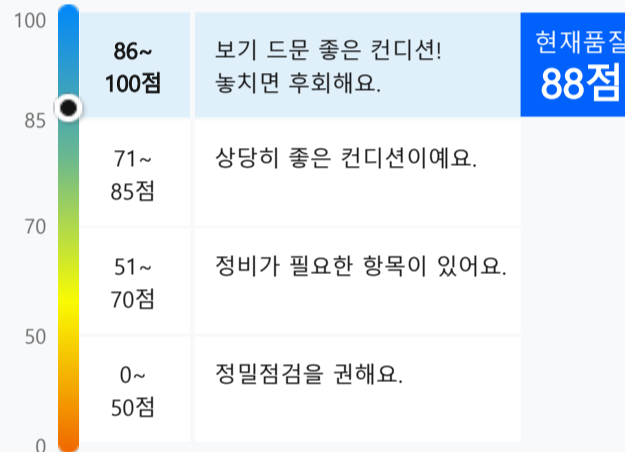 100
86~
100점
보기 드문 좋은 컨디션!
놓치면 후회해요.
현재품질
88점
85
71~
85점
상당히 좋은 컨디션이예요.
70
51~
70점
정비가 필요한 항목이 있어요.
50
0~
50점
정밀점검을 권해요.
0